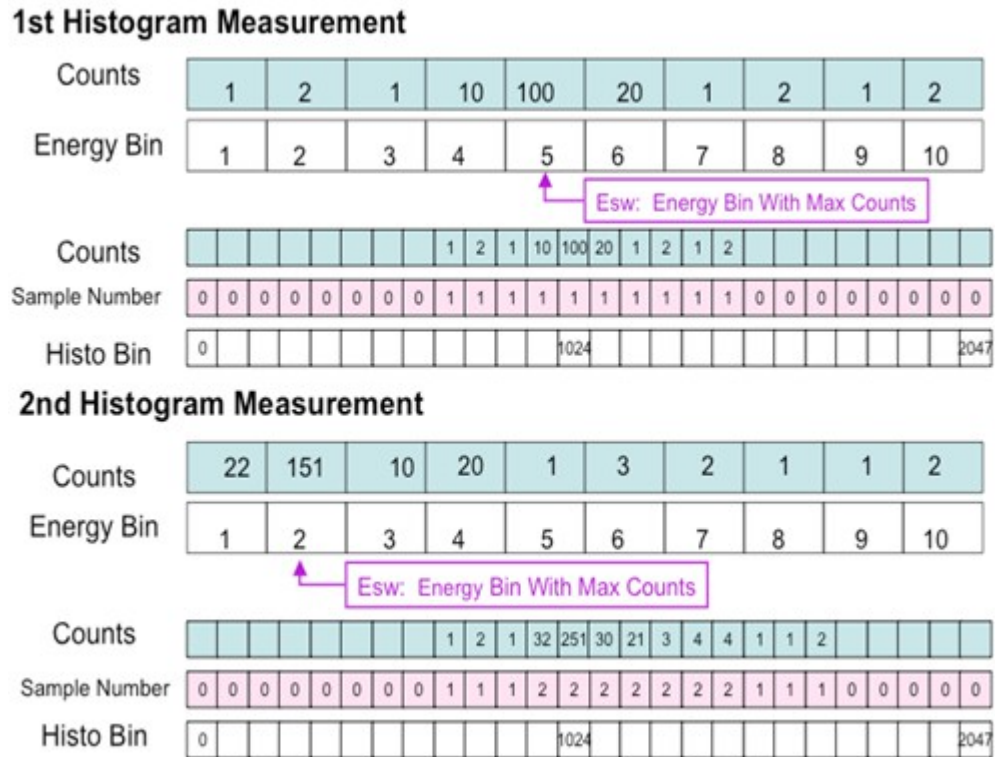 1st Histogram Measurement
Counts 1 2 1 10 100 20 1 2 1 2
Energy Bin 1 2 3 4 5 6 7 8 9 10
Esw: Energy Bin With Max Counts
Counts 1 2 1 10 100 20 1 2 1 2
Sample Number 0 0 0 0 0 0 0 0 1 1 1 1 1 1 1 1 1 1 0 0 0 0 0 0 0 0
Histo Bin 0 1024 2047
2nd Histogram Measurement
Counts 22 151 10 20 1 3 2 1 1 2
Energy Bin 1 2 3 4 5 6 7 8 9 10
Esw: Energy Bin With Max Counts
Counts 1 2 1 32 251 30 21 3 4 4 1 1 2
Sample Number 0 0 0 0 0 0 0 0 1 1 1 2 2 2 2 2 2 2 1 1 1 0 0 0 0 0
Histo Bin 0 1024 2047